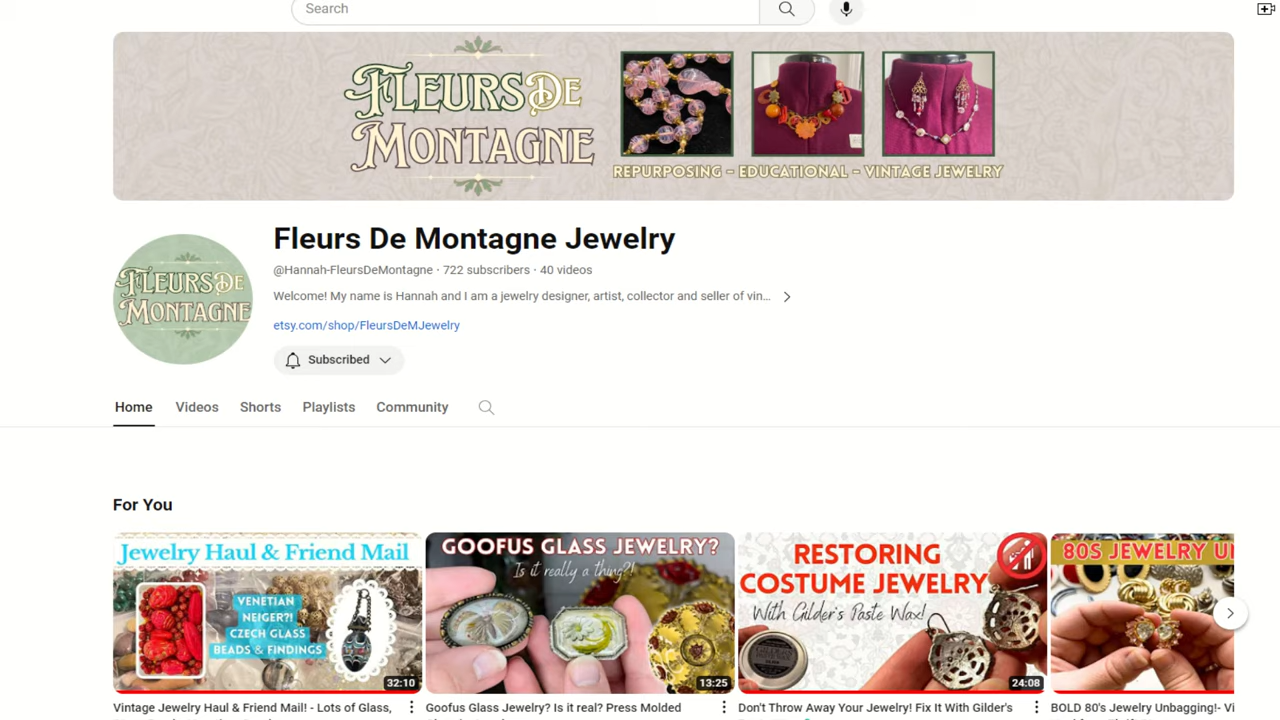 Search
FLEURS DE
MONTAGNE
REPURPOSING - EDUCATIONAL - VINTAGE JEWELRY
FLEURS DE
MONTAGNE
Fleurs De Montagne Jewelry
@Hannah-FleursDeMontagne · 722 subscribers · 40 videos
Welcome! My name is Hannah and I am a jewelry designer, artist, collector and seller of vin...
etsy.com/shop/FleursDeMJewelry
Subscribed
Home Videos Shorts Playlists Community
For You
Jewelry Haul & Friend Mail
VENETIAN
NEIGER?!
CZECH GLASS
BEADS & FINDINGS
32:10
GOOFUS GLASS JEWELRY?
Is it really a thing?!
13:25
RESTORING
COSTUME JEWELRY
With Gilder's Paste Wax!
24:08
80S JEWELRY
Vintage Jewelry Haul & Friend Mail! - Lots of Glass,
Goofus Glass Jewelry? Is it real? Press Molded
Don't Throw Away Your Jewelry! Fix It With Gilder's
BOLD 80's Jewelry Unbagging!- Vi